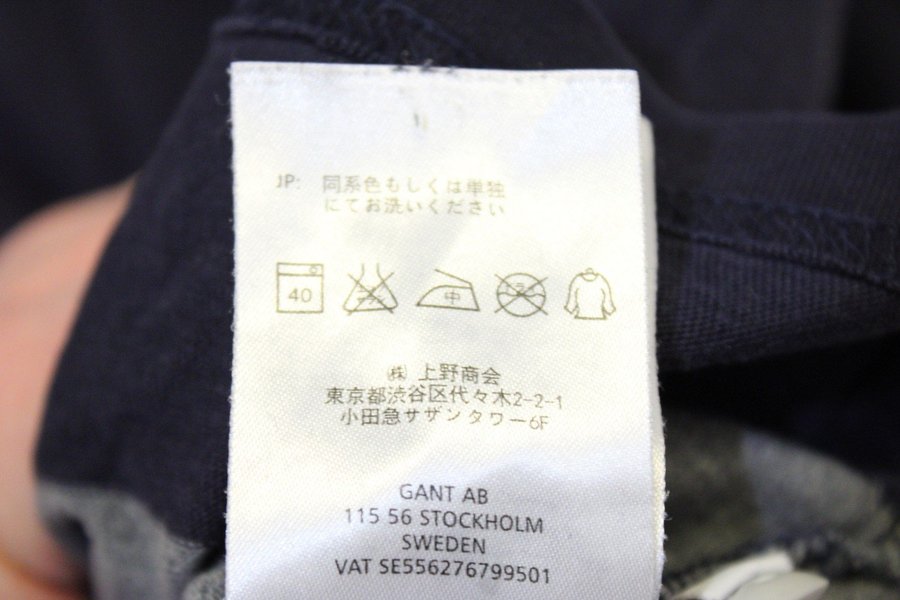 JP: 同系色もしくは単独
にてお洗いください
40 中
㈱ 上野商会
東京都渋谷区代々木2-2-1
小田急サザンタワー6F
GANT AB
115 56 STOCKHOLM
SWEDEN
VAT SE556276799501